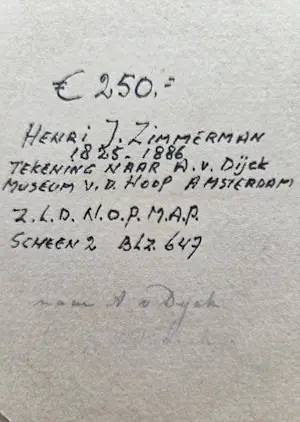 € 250.=
HENRI J. ZIMMERMAN
1825-1886
TEKENING NAAR A.v. Dijck
MUSEUM V.D. HOOP AMSTERDAM
Z.L.D. N.O.P.M.A.P.
SCHEEN 2 BLZ. 647
naar A v Dyck